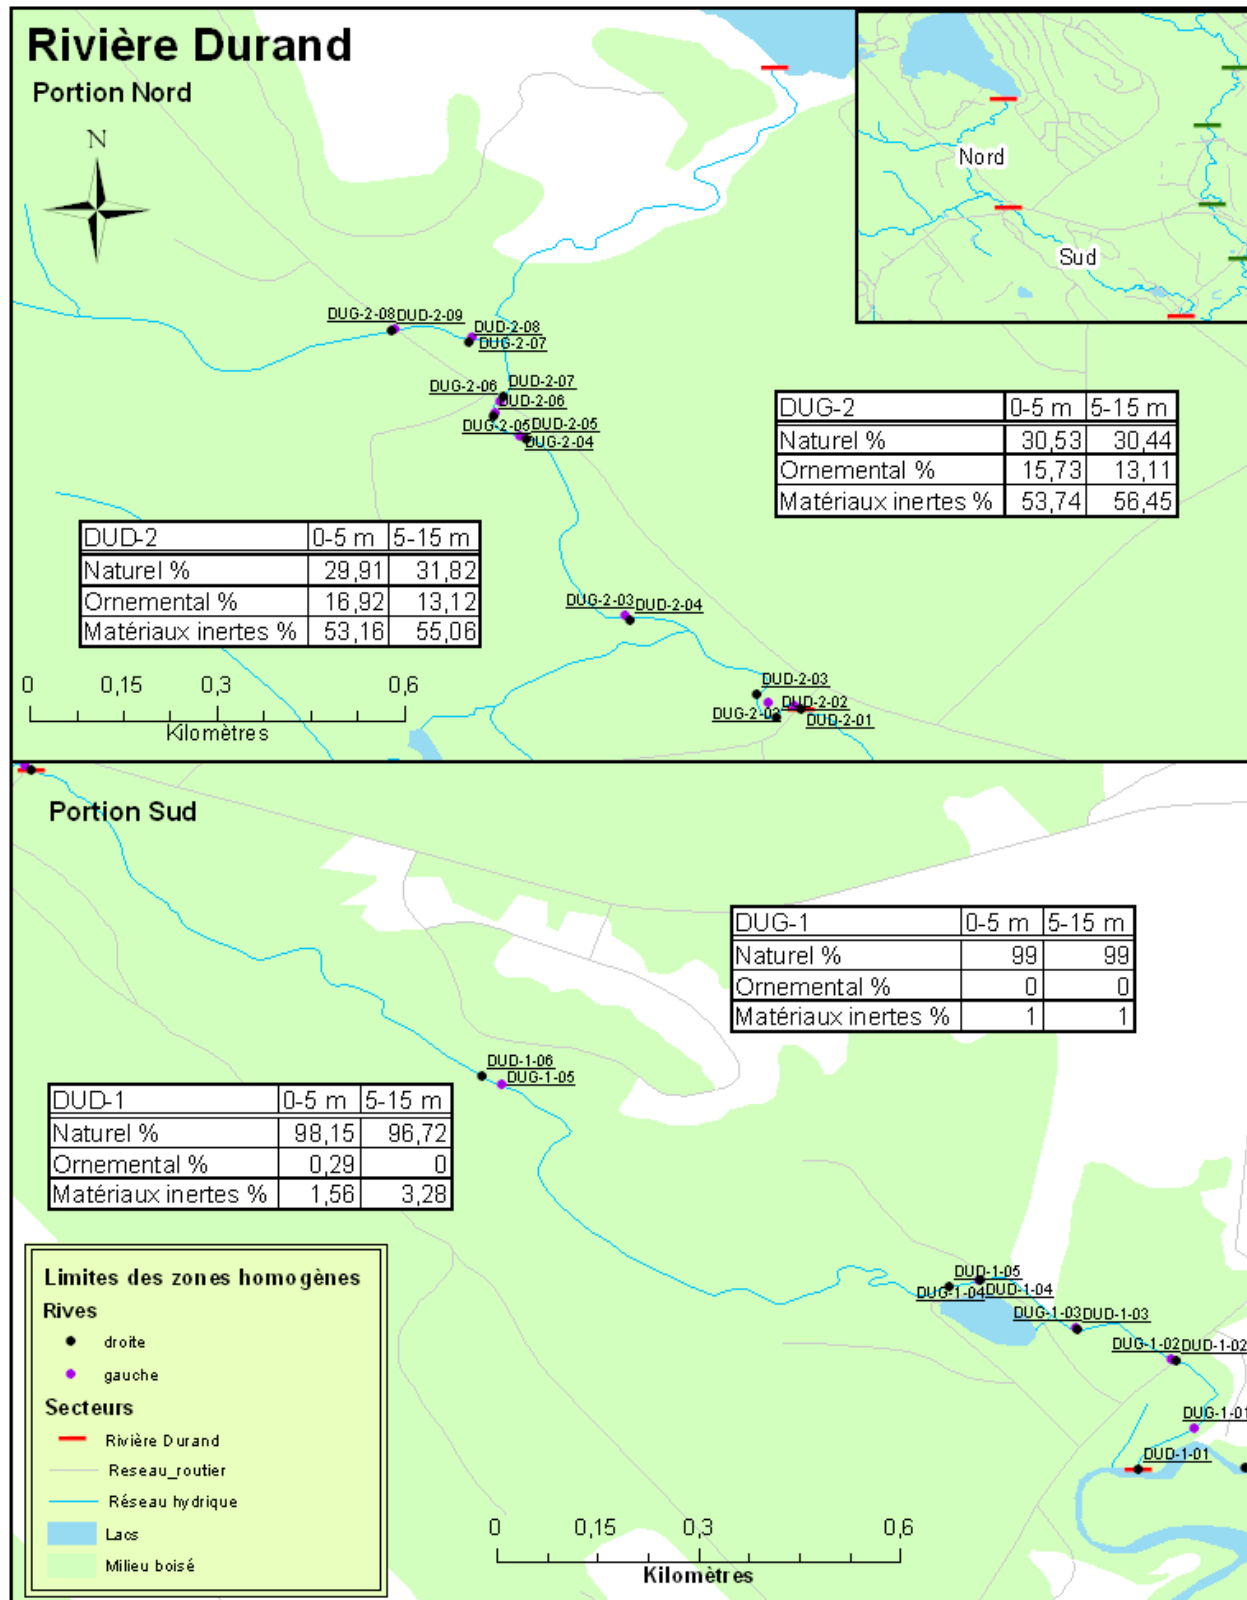 Rivière Durand
Portion Nord
N
Nord
Sud
DUG-2-08 DUD-2-09
DUD-2-08
DUG-2-07
DUG-2-06 DUD-2-07
DUD-2-06
DUG-2-05 DUD-2-05
DUG-2-04
DUG-2 0-5 m 5-15 m
Naturel % 30,53 30,44
Ornemental % 15,73 13,11
Matériaux inertes % 53,74 56,45
DUD-2 0-5 m 5-15 m
Naturel % 29,91 31,82
Ornemental % 16,92 13,12
Matériaux inertes % 53,16 55,06
DUG-2-03 DUD-2-04
DUD-2-03
DUD-2-02
DUG-2-02 DUD-2-01
0 0,15 0,3 0,6
Kilomètres
Portion Sud
DUG-1 0-5 m 5-15 m
Naturel % 99 99
Ornemental % 0 0
Matériaux inertes % 1 1
DUD-1-06
DUG-1-05
DUD-1 0-5 m 5-15 m
Naturel % 98,15 96,72
Ornemental % 0,29 0
Matériaux inertes % 1,56 3,28
DUD-1-05
DUG-1-04 DUD-1-04
DUG-1-03 DUD-1-03
DUG-1-02 DUD-1-02
DUG-1-01
DUD-1-01
Limites des zones homogènes
Rives
droite
gauche
Secteurs
Rivière Durand
Reseau_routier
Réseau hydrique
Lacs
Milieu boisé
0 0,15 0,3 0,6
Kilomètres